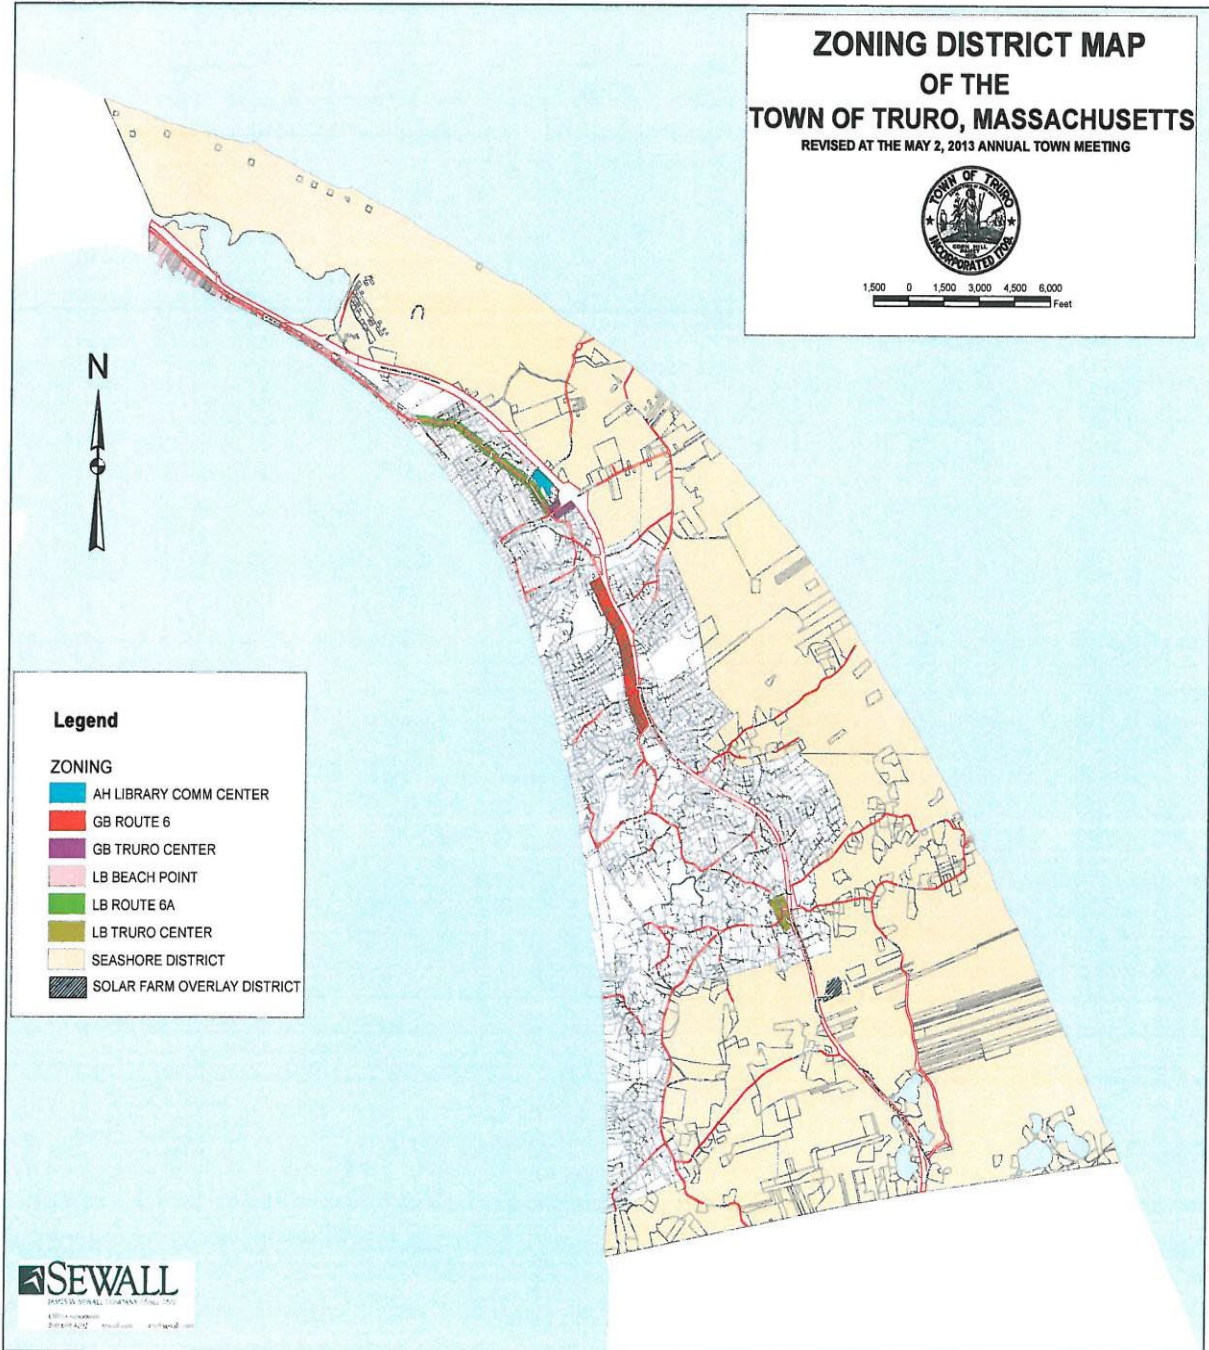 ZONING DISTRICT MAP
OF THE
TOWN OF TRURO, MASSACHUSETTS
REVISED AT THE MAY 2, 2013 ANNUAL TOWN MEETING
TOWN OF TRURO
CORN HILL
INCORPORATED 1709
1,500 0 1,500 3,000 4,500 6,000
Feet
N
Legend
ZONING
AH LIBRARY COMM CENTER
GB ROUTE 6
GB TRURO CENTER
LB BEACH POINT
LB ROUTE 6A
LB TRURO CENTER
SEASHORE DISTRICT
SOLAR FARM OVERLAY DISTRICT
SEWALL